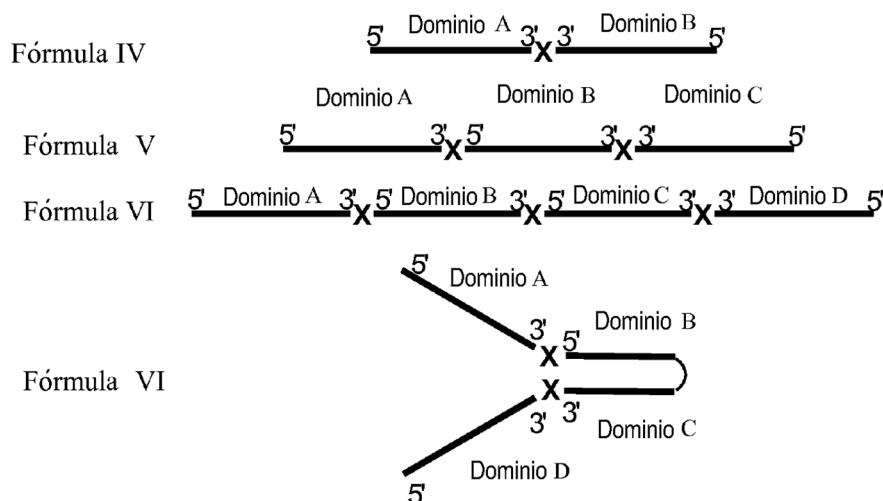 Dominio A Dominio B
5' 3' X 3' 5'
Fórmula IV
Dominio A Dominio B Dominio C
5' 3' X 5' 3' X 3' 5'
Fórmula V
5' Dominio A 3' X 5' Dominio B 3' X 5' Dominio C 3' X 3' Dominio D 5'
Fórmula VI
5' Dominio A
3' X 5' Dominio B
Fórmula VI
X
3' 3' Dominio C
Dominio D
5'